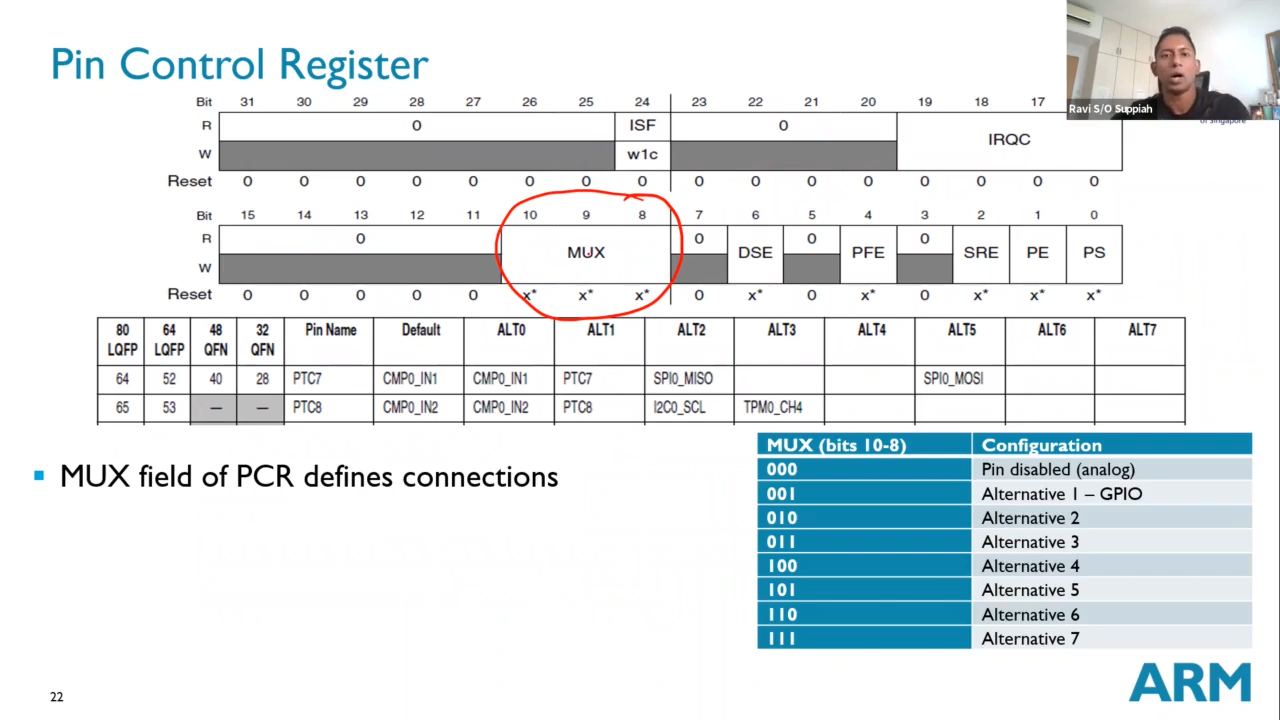 Pin Control Register
Ravi S/O Suppiah
of Singapore
Bit 31 30 29 28 27 26 25 24 23 22 21 20 19 18 17
R 0 ISF 0 IRQC
W w1c
Reset 0 0 0 0 0 0 0 0 0 0 0 0 0 0 0 0
Bit 15 14 13 12 11 10 9 8 7 6 5 4 3 2 1 0
R 0 MUX 0 DSE 0 PFE 0 SRE PE PS
W
Reset 0 0 0 0 0 x* x* x* 0 x* 0 x* 0 x* x* x*
80 LQFP 64 LQFP 48 QFN 32 QFN Pin Name Default ALT0 ALT1 ALT2 ALT3 ALT4 ALT5 ALT6 ALT7
64 52 40 28 PTC7 CMP0_IN1 CMP0_IN1 PTC7 SPI0_MISO SPI0_MOSI
65 53 — — PTC8 CMP0_IN2 CMP0_IN2 PTC8 I2C0_SCL TPM0_CH4
MUX field of PCR defines connections
MUX (bits 10-8) Configuration
000 Pin disabled (analog)
001 Alternative 1 – GPIO
010 Alternative 2
011 Alternative 3
100 Alternative 4
101 Alternative 5
110 Alternative 6
111 Alternative 7
22
ARM